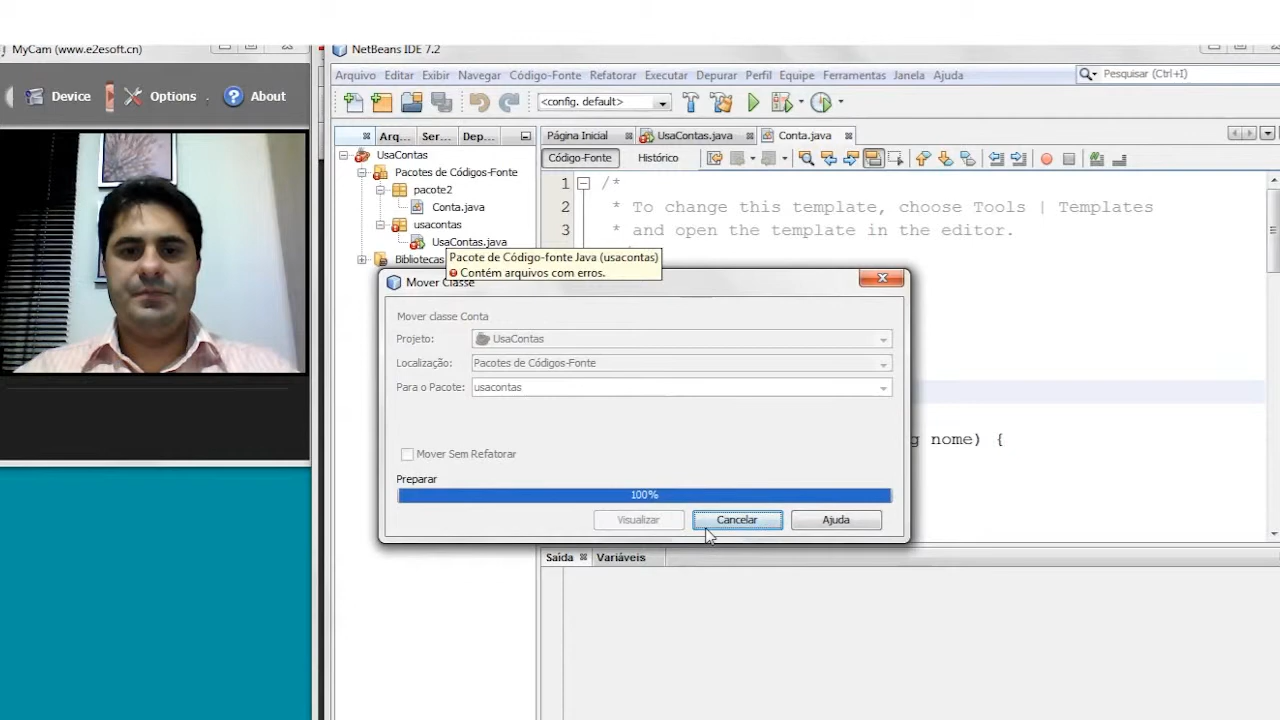 MyCam (www.e2esoft.cn)
Device
Options
About
NetBeans IDE 7.2
Arquivo Editar Exibir Navegar Código-Fonte Refatorar Executar Depurar Perfil Equipe Ferramentas Janela Ajuda
Pesquisar (Ctrl+I)
<config. default>
Arq... Ser... Dep...
Página Inicial UsaContas.java Conta.java
Código-Fonte Histórico
UsaContas
Pacotes de Códigos-Fonte
pacote2
Conta.java
usacontas
UsaContas.java
Bibliotecas
Pacote de Código-fonte Java (usacontas)
Contém arquivos com erros.
1 /*
2 * To change this template, choose Tools | Templates
3 * and open the template in the editor.
nome) {
Mover Classe
Mover classe Conta
Projeto: UsaContas
Localização: Pacotes de Códigos-Fonte
Para o Pacote: usacontas
Mover Sem Refatorar
Preparar
100%
Visualizar Cancelar Ajuda
Saída Variáveis